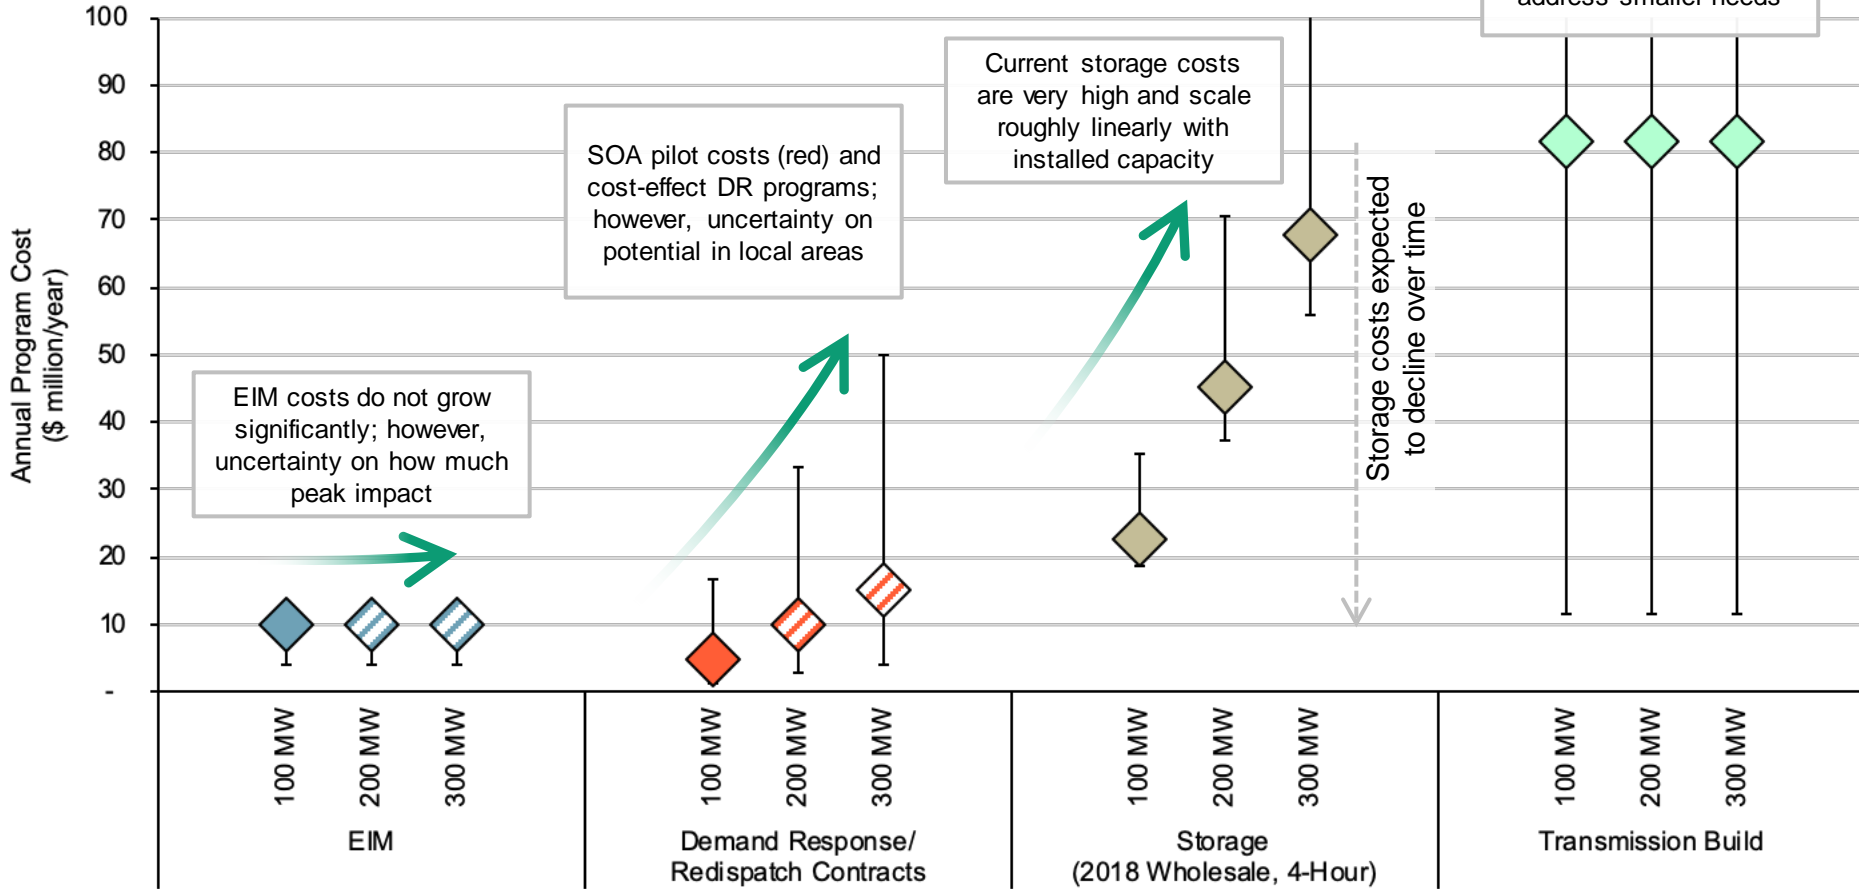 address smaller needs
100
90
80
70
60
50
40
30
20
10
-
Annual Program Cost
($ million/year)
EIM costs do not grow
significantly; however,
uncertainty on how much
peak impact
SOA pilot costs (red) and
cost-effect DR programs;
however, uncertainty on
potential in local areas
Current storage costs
are very high and scale
roughly linearly with
installed capacity
Storage costs expected
to decline over time
100 MW
200 MW
300 MW
100 MW
200 MW
300 MW
100 MW
200 MW
300 MW
100 MW
200 MW
300 MW
EIM
Demand Response/
Redispatch Contracts
Storage
(2018 Wholesale, 4-Hour)
Transmission Build